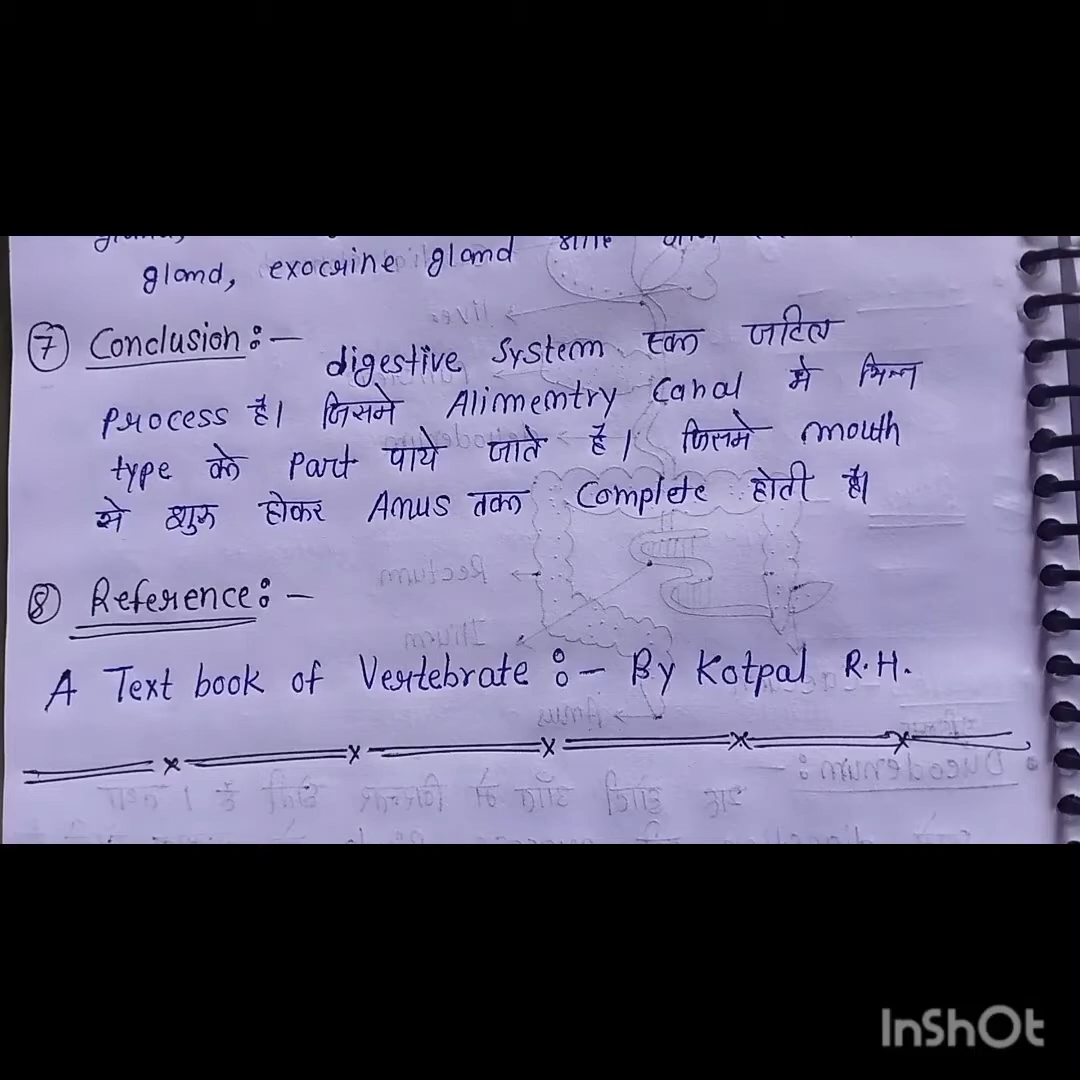 gland, exocrine gland
⑦ Conclusion :-
digestive System एक जटिल
Process है। जिसमे Alimentry Canal मे भिन्न
type के Part पाये जाते है। जिसमे mouth
से शुरू होकर Anus तक Complete होती है।
⑧ Reference :-
A Text book of Vertebrate :- By Kotpal R.H.
InShOt